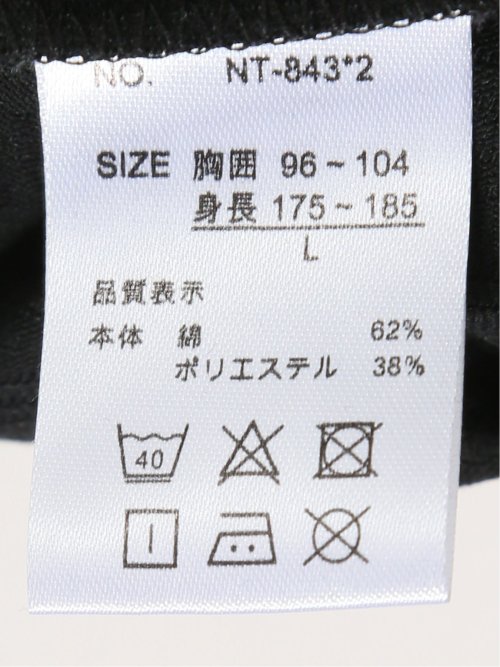 NO. NT-843*2
SIZE 胸囲 96~104
身長 175~185
L
品質表示
本体 綿 62%
ポリエステル 38%
40